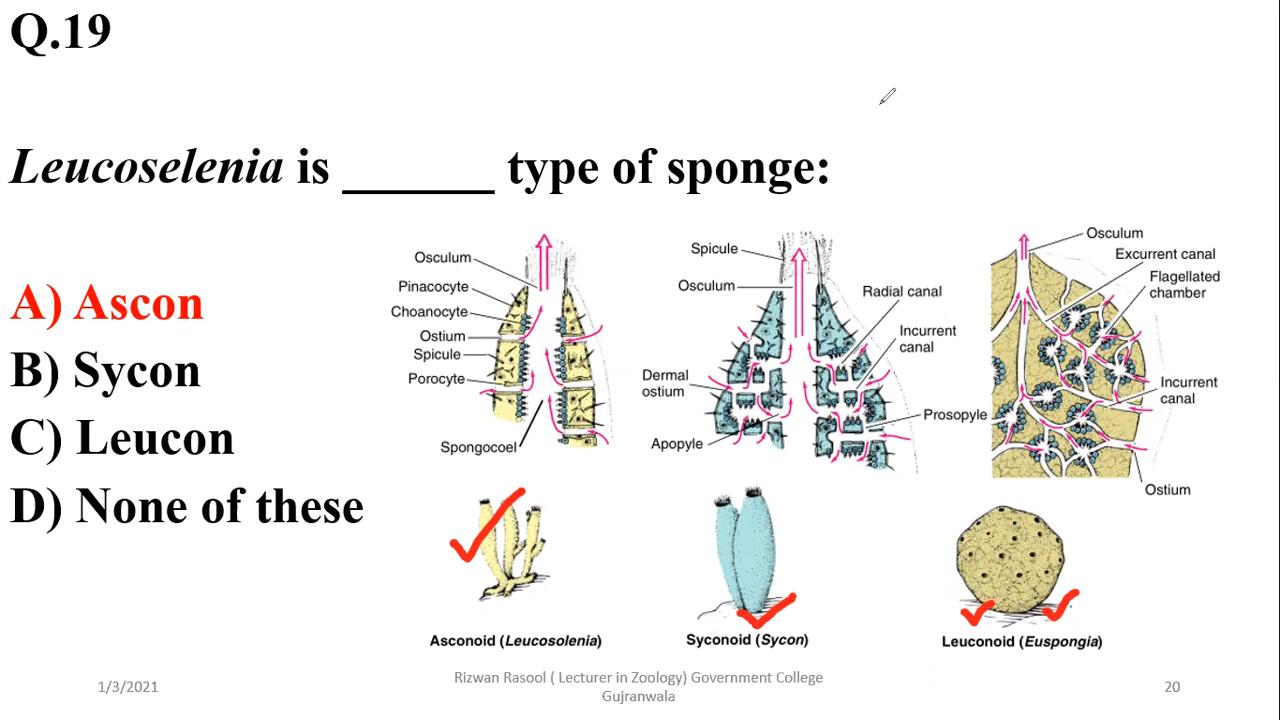 Q.19
Leucoselenia is ______ type of sponge:
A) Ascon
B) Sycon
C) Leucon
D) None of these
Osculum
Pinacocyte
Choanocyte
Ostium
Spicule
Porocyte
Spongocoel
Asconoid (Leucosolenia)
Spicule
Osculum
Radial canal
Incurrent
canal
Dermal
ostium
Prosopyle
Apopyle
Syconoid (Sycon)
Osculum
Excurrent canal
Flagellated
chamber
Incurrent
canal
Ostium
Leuconoid (Euspongia)
1/3/2021
Rizwan Rasool ( Lecturer in Zoology) Government College
Gujranwala
20